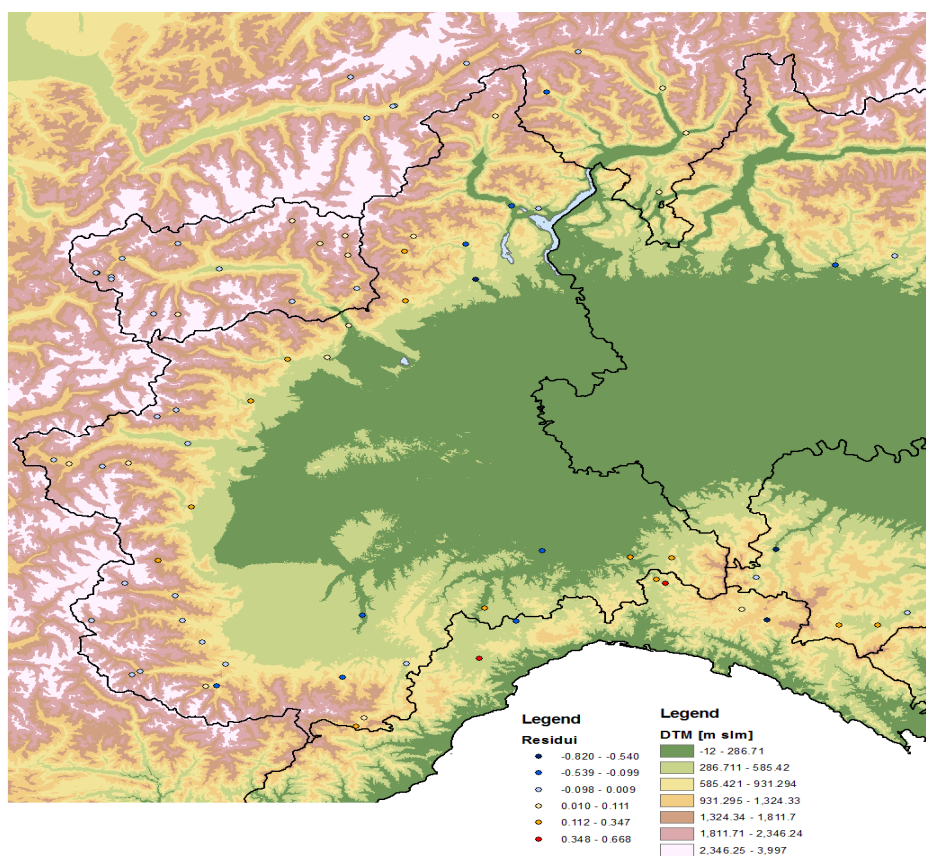 Legend
Residui
-0.820 - -0.540
-0.539 - -0.099
-0.098 - 0.009
0.010 - 0.111
0.112 - 0.347
0.348 - 0.668
Legend
DTM [m slm]
-12 - 286.71
286.711 - 585.42
585.421 - 931.294
931.295 - 1,324.33
1,324.34 - 1,811.7
1,811.71 - 2,346.24
2,346.25 - 3,997